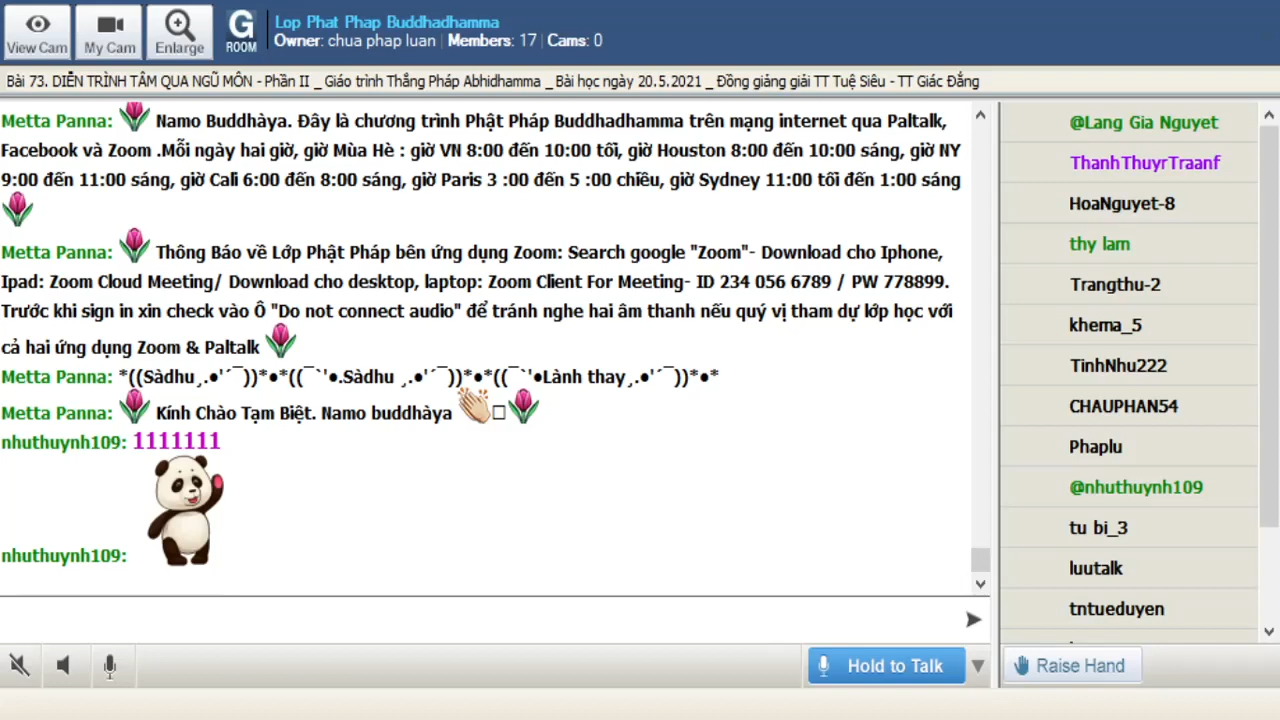 View Cam
My Cam
Enlarge
G
ROOM
Lop Phat Phap Buddhadhamma
Owner: chua phap luan | Members: 17 | Cams: 0
Bài 73. DIỄN TRÌNH TÂM QUA NGŨ MÔN - Phần II _ Giáo trình Thắng Pháp Abhidhamma _ Bài học ngày 20.5.2021 _ Đồng giảng giải TT Tuệ Siêu - TT Giác Đẳng
Metta Panna: Namo Buddhàya. Đây là chương trình Phật Pháp Buddhadhamma trên mạng internet qua Paltalk,
Facebook và Zoom .Mỗi ngày hai giờ, giờ Mùa Hè : giờ VN 8:00 đến 10:00 tối, giờ Houston 8:00 đến 10:00 sáng, giờ NY
9:00 đến 11:00 sáng, giờ Cali 6:00 đến 8:00 sáng, giờ Paris 3 :00 đến 5 :00 chiều, giờ Sydney 11:00 tối đến 1:00 sáng
Metta Panna: Thông Báo về Lớp Phật Pháp bên ứng dụng Zoom: Search google "Zoom"- Download cho Iphone,
Ipad: Zoom Cloud Meeting/ Download cho desktop, laptop: Zoom Client For Meeting- ID 234 056 6789 / PW 778899.
Trước khi sign in xin check vào Ô "Do not connect audio" để tránh nghe hai âm thanh nếu quý vị tham dự lớp học với
cả hai ứng dụng Zoom & Paltalk
Metta Panna: *((Sàdhu¸.●'´¯))*●*((¯`'●.Sàdhu ¸.●'´¯))*●*((¯`'●Lành thay¸.●'´¯))*●*
Metta Panna: Kính Chào Tạm Biệt. Namo buddhàya
nhuthuynh109: 1111111
nhuthuynh109:
@Lang Gia Nguyet
ThanhThuyrTraanf
HoaNguyet-8
thy lam
Trangthu-2
khema_5
TinhNhu222
CHAUPHAN54
Phaplu
@nhuthuynh109
tu bi_3
luutalk
tntueduyen
Hold to Talk
Raise Hand